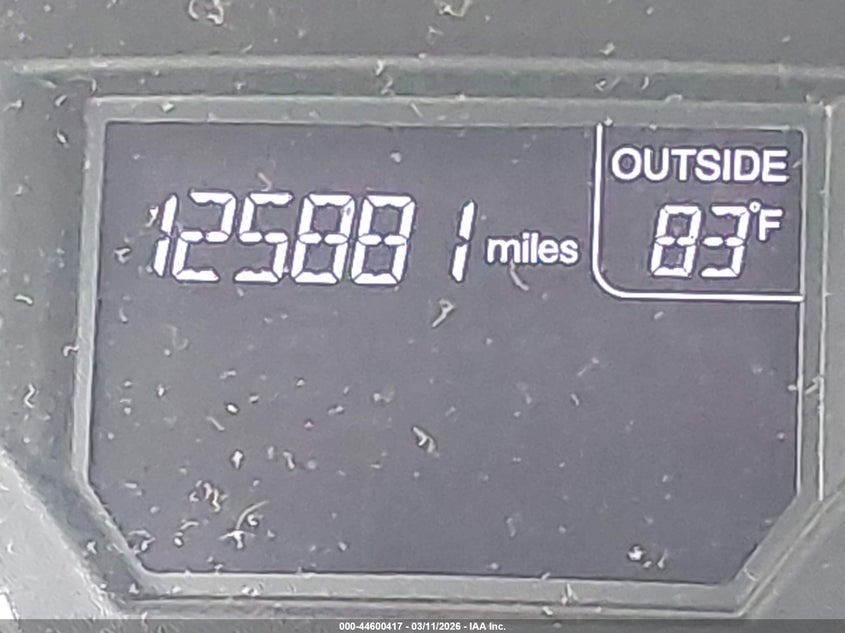 OUTSIDE
125881 miles
83°F
000-44600417 - 03/11/2026 - IAA Inc.